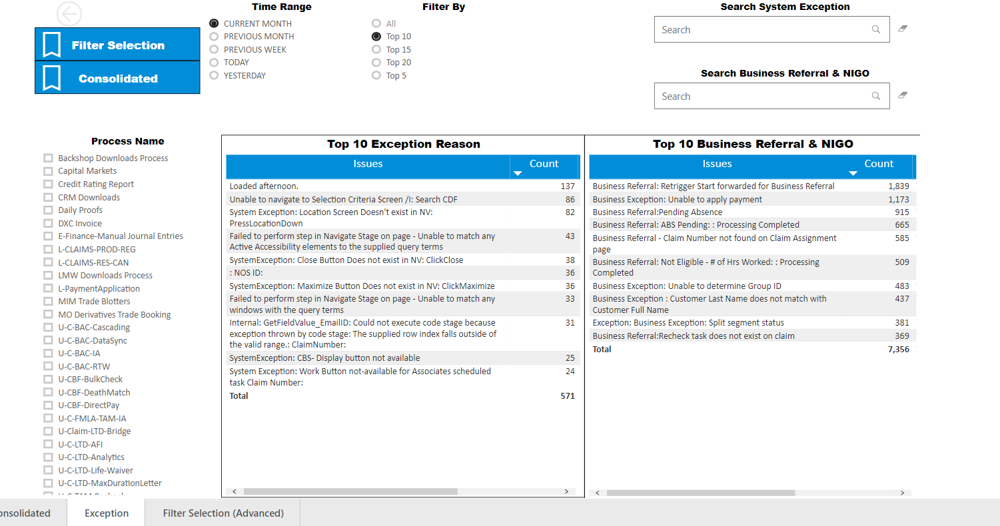 Time Range
Filter By
Search System Exception
Filter Selection
Consolidated
CURRENT MONTH
PREVIOUS MONTH
PREVIOUS WEEK
TODAY
YESTERDAY
All
Top 10
Top 15
Top 20
Top 5
Search
Search Business Referral & NIGO
Search
Process Name
Backshop Downloads Process
Capital Markets
Credit Rating Report
CRM Downloads
Daily Proofs
DXC Invoice
E-Finance-Manual Journal Entries
L-CLAIMS-PROD-REG
L-CLAIMS-RES-CAN
LMW Downloads Process
L-PaymentApplication
MIM Trade Blotters
MO Derivatives Trade Booking
U-C-BAC-Cascading
U-C-BAC-DataSync
U-C-BAC-IA
U-C-BAC-RTW
U-CBF-BulkCheck
U-CBF-DeathMatch
U-CBF-DirectPay
U-C-FMLA-TAM-IA
U-Claim-LTD-Bridge
U-C-LTD-AFI
U-C-LTD-Analytics
U-C-LTD-Life-Waiver
U-C-LTD-MaxDurationLetter
Top 10 Exception Reason
Issues Count
Loaded afternoon. 137
Unable to navigate to Selection Criteria Screen /I: Search CDF 86
System Exception: Location Screen Doesn't exist in NV: 82
PressLocationDown
Failed to perform step in Navigate Stage on page - Unable to match any 43
Active Accessibility elements to the supplied query terms
SystemException: Close Button Does not exist in NV: ClickClose 38
: NOS ID: 36
SystemException: Maximize Button Does not exist in NV: ClickMaximize 36
Failed to perform step in Navigate Stage on page - Unable to match any 33
windows with the query terms
Internal: GetFieldValue_EmailID: Could not execute code stage because 31
exception thrown by code stage: The supplied row index falls outside of
the valid range.: ClaimNumber:
SystemException: CBS- Display button not available 25
System Exception: Work Button not-available for Associates scheduled 24
task Claim Number:
Total 571
Top 10 Business Referral & NIGO
Issues Count
Business Referral: Retrigger Start forwarded for Business Referral 1,839
Business Exception: Unable to apply payment 1,173
Business Referral:Pending Absence 915
Business Referral: ABS Pending: : Processing Completed 665
Business Referral - Claim Number not found on Claim Assignment 585
page
Business Referral: Not Eligible - # of Hrs Worked: : Processing 509
Completed
Business Exception: Unable to determine Group ID 483
Business Exception : Customer Last Name does not match with 437
Customer Full Name
Exception: Business Exception: Split segment status 381
Business Referral:Recheck task does not exist on claim 369
Total 7,356
onsolidated
Exception
Filter Selection (Advanced)